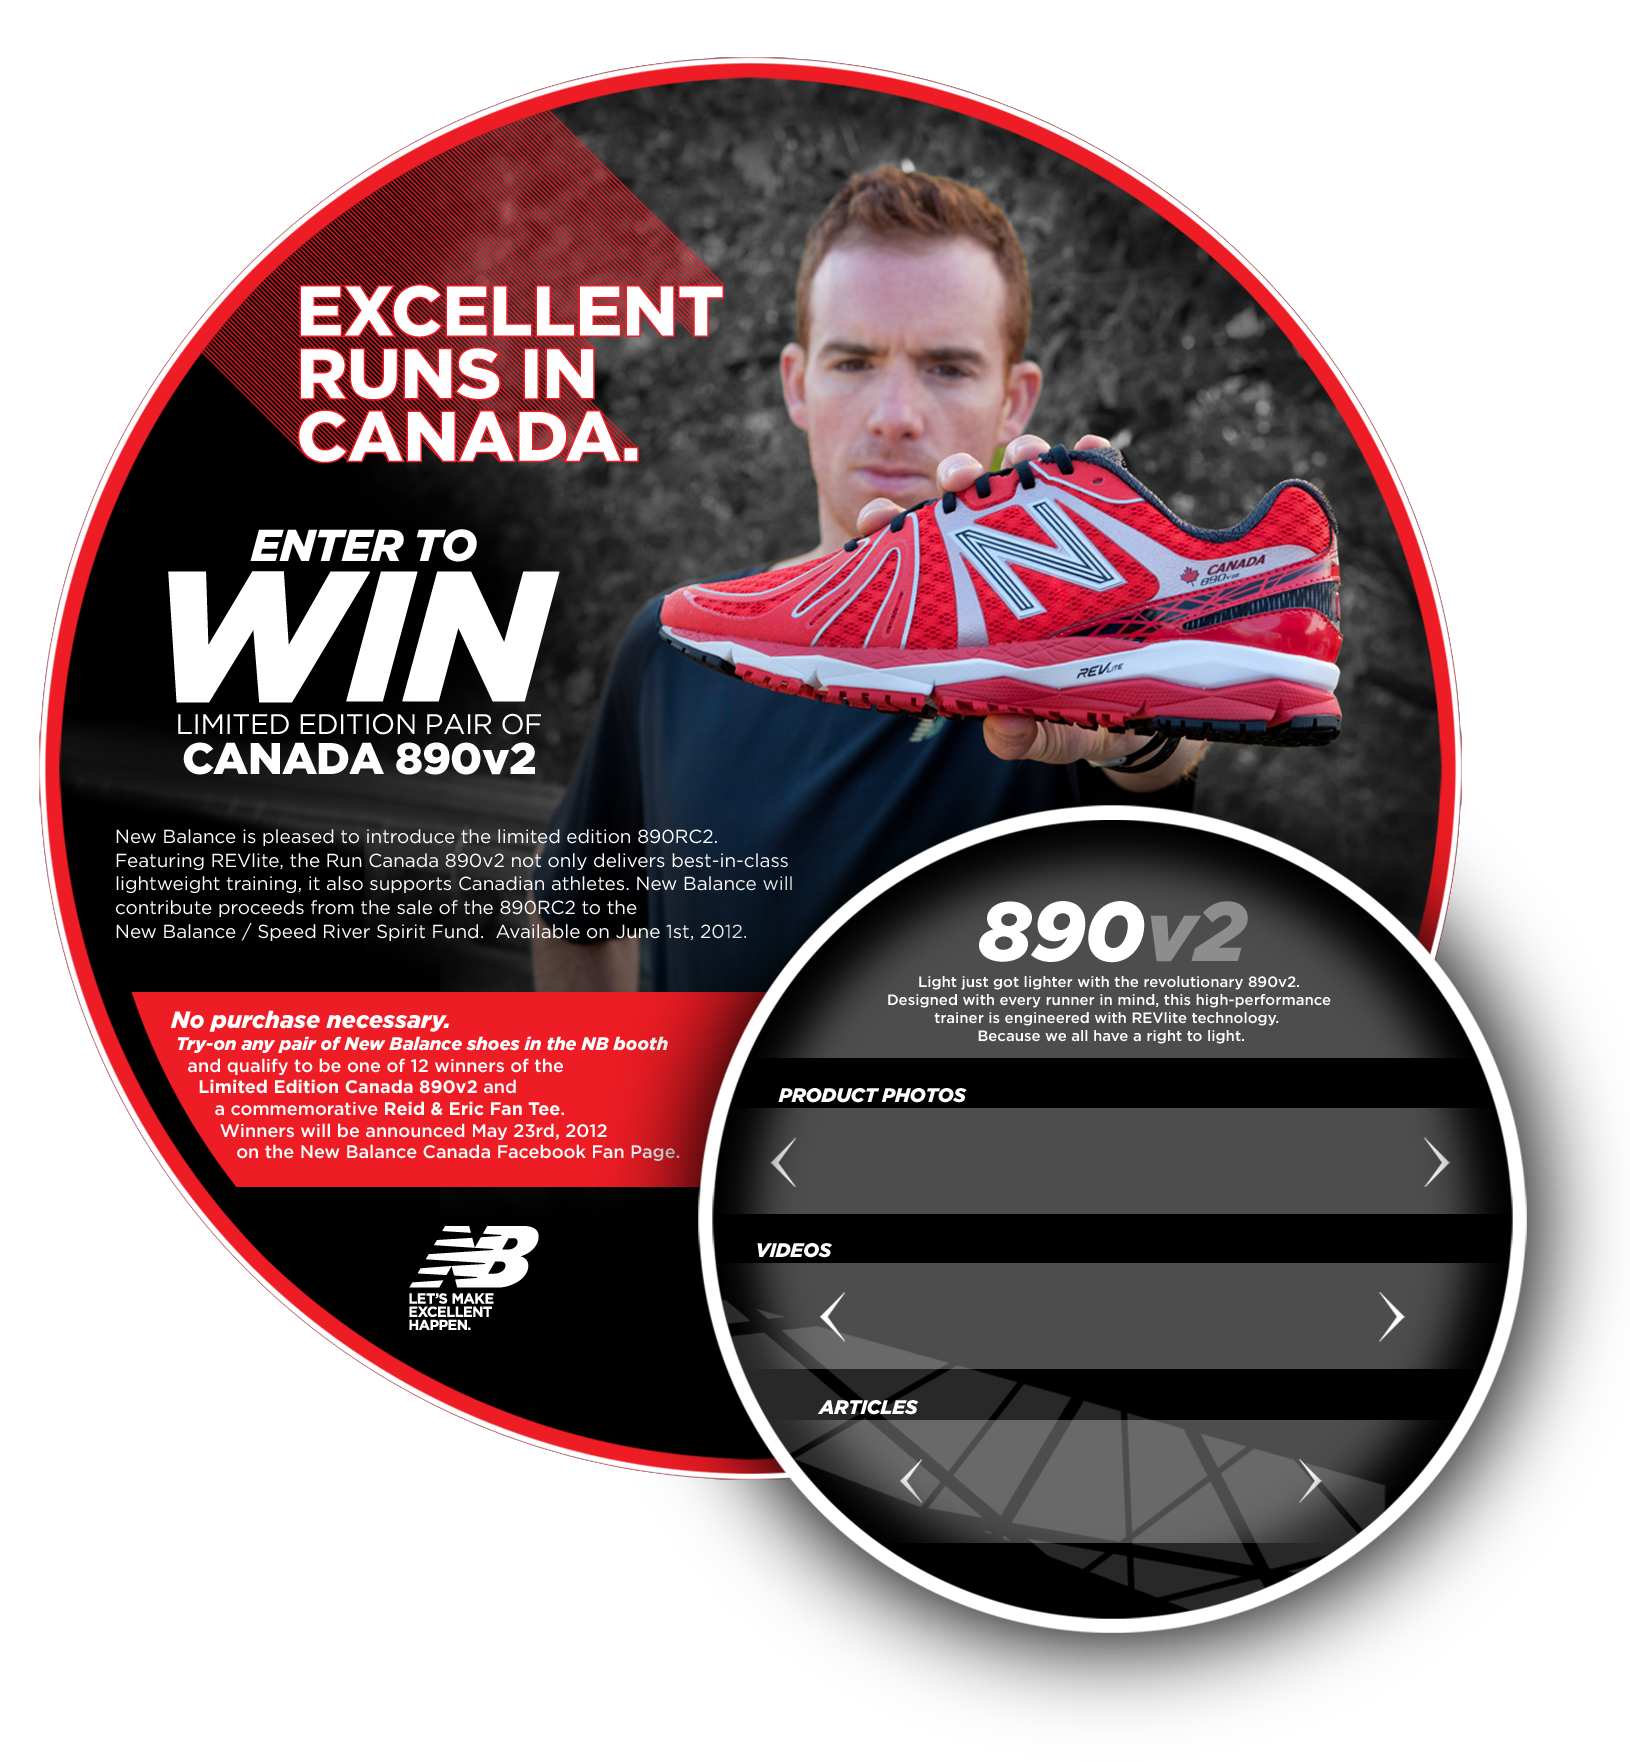 EXCELLENT
RUNS IN
CANADA.
ENTER TO
WIN
LIMITED EDITION PAIR OF
CANADA 890v2
N
CANADA
890v2
REVLITE
New Balance is pleased to introduce the limited edition 890RC2.
Featuring REVlite, the Run Canada 890v2 not only delivers best-in-class
lightweight training, it also supports Canadian athletes. New Balance will
contribute proceeds from the sale of the 890RC2 to the
New Balance / Speed River Spirit Fund.  Available on June 1st, 2012.
No purchase necessary.
Try-on any pair of New Balance shoes in the NB booth
and qualify to be one of 12 winners of the
Limited Edition Canada 890v2 and
a commemorative Reid & Eric Fan Tee.
Winners will be announced May 23rd, 2012
on the New Balance Canada Facebook Fan Page.
NB
LET'S MAKE
EXCELLENT
HAPPEN.
890v2
Light just got lighter with the revolutionary 890v2.
Designed with every runner in mind, this high-performance
trainer is engineered with REVlite technology.
Because we all have a right to light.
PRODUCT PHOTOS
VIDEOS
ARTICLES